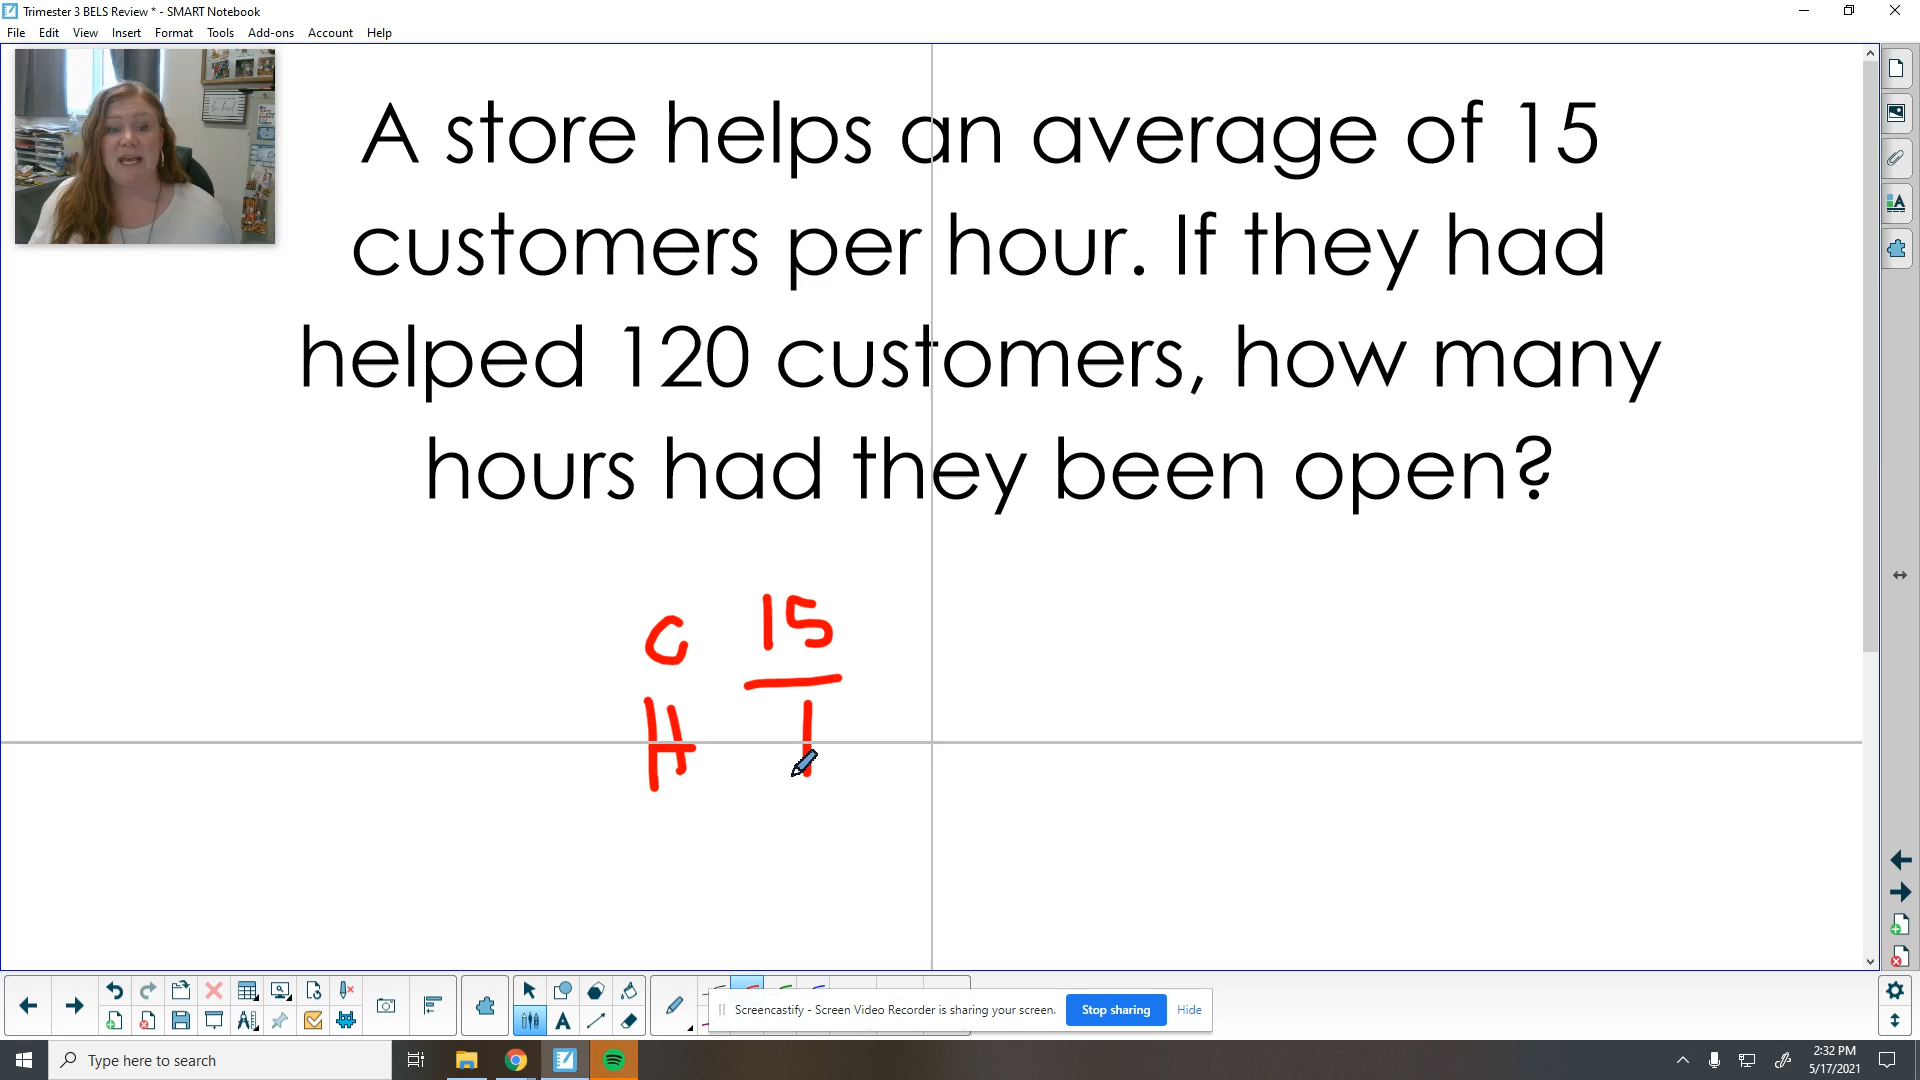 Trimester 3 BELS Review * - SMART Notebook
File Edit View Insert Format Tools Add-ons Account Help
A store helps an average of 15
customers per hour. If they had
helped 120 customers, how many
hours had they been open?
C 15
H 1
Screencastify - Screen Video Recorder is sharing your screen. Stop sharing Hide
Type here to search
2:32 PM
5/17/2021